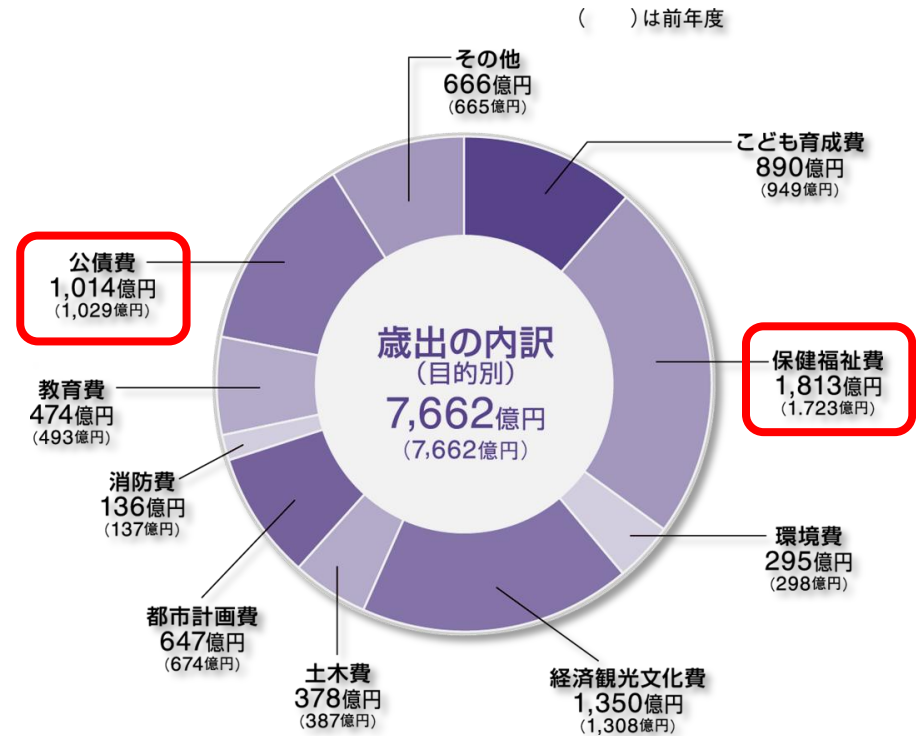 (　　)は前年度
その他
666億円
(665億円)
こども育成費
890億円
(949億円)
公債費
1,014億円
(1,029億円)
歳出の内訳
(目的別)
7,662億円
(7,662億円)
保健福祉費
1,813億円
(1.723億円)
教育費
474億円
(493億円)
消防費
136億円
(137億円)
環境費
295億円
(298億円)
都市計画費
647億円
(674億円)
土木費
378億円
(387億円)
経済観光文化費
1,350億円
(1,308億円)